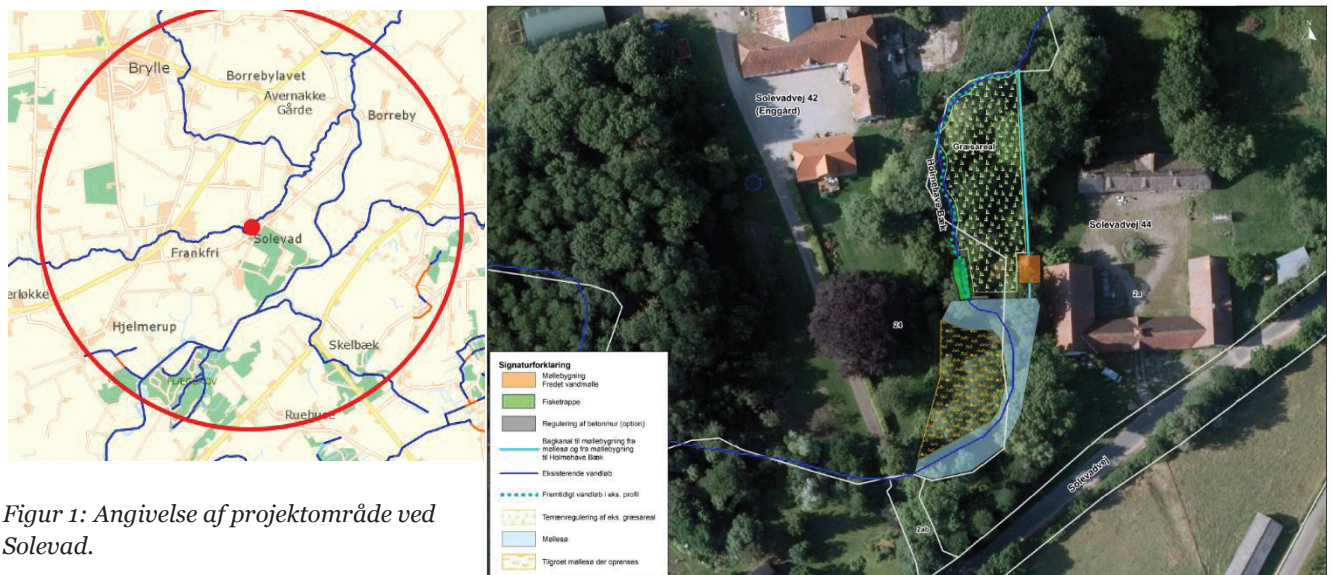 Brylle
Borrebylavet
Avernakke
Gårde
Borreby
Solevad
Frankfri
erløkke
Hjelmerup
Skelbæk
Ruehuse
Figur 1: Angivelse af projektområde ved
Solevad.
N
Solevadvej 42
(Enggård)
Græsareal
Holmehave Bæk
Solevadvej 44
2a
24
2ab
Solevadvej
Signaturforklaring
Møllebygning
Fredet vandmølle
Fisketrappe
Regulering af betonmur (option)
Bagkanal til møllebygning fra
møllesø og fra møllebygning
til Holmehave Bæk
Eksisterende vandløb
Fremtidigt vandløb i eks. profil
Terrænregulering af eks. græsareal
Møllesø
Tilgroet møllesø der oprenses